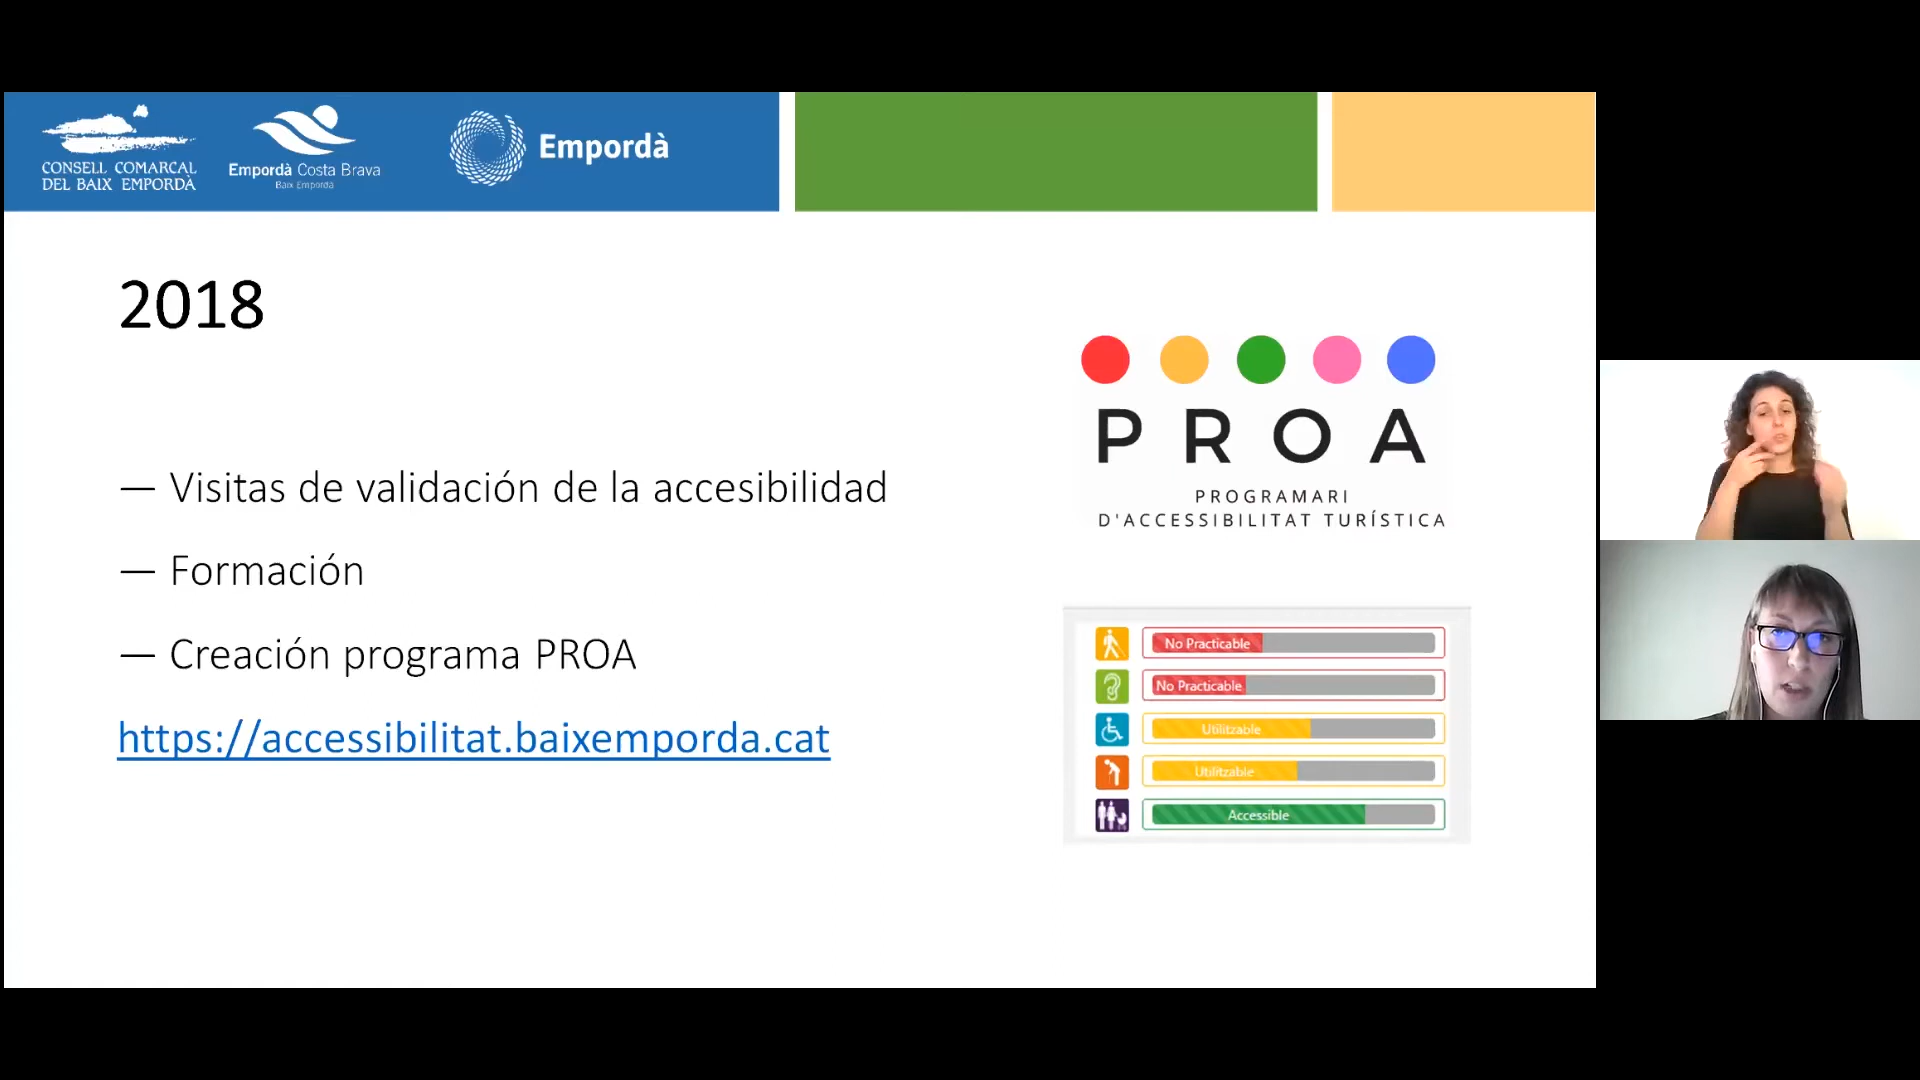 CONSELL COMARCAL
DEL BAIX EMPORDÀ
Empordà Costa Brava
Baix Empordà
Empordà
2018
— Visitas de validación de la accesibilidad
— Formación
— Creación programa PROA
https://accessibilitat.baixemporda.cat
PROA
PROGRAMARI
D'ACCESSIBILITAT TURÍSTICA
No Practicable
No Practicable
Utilitzable
Utilitzable
Accessible